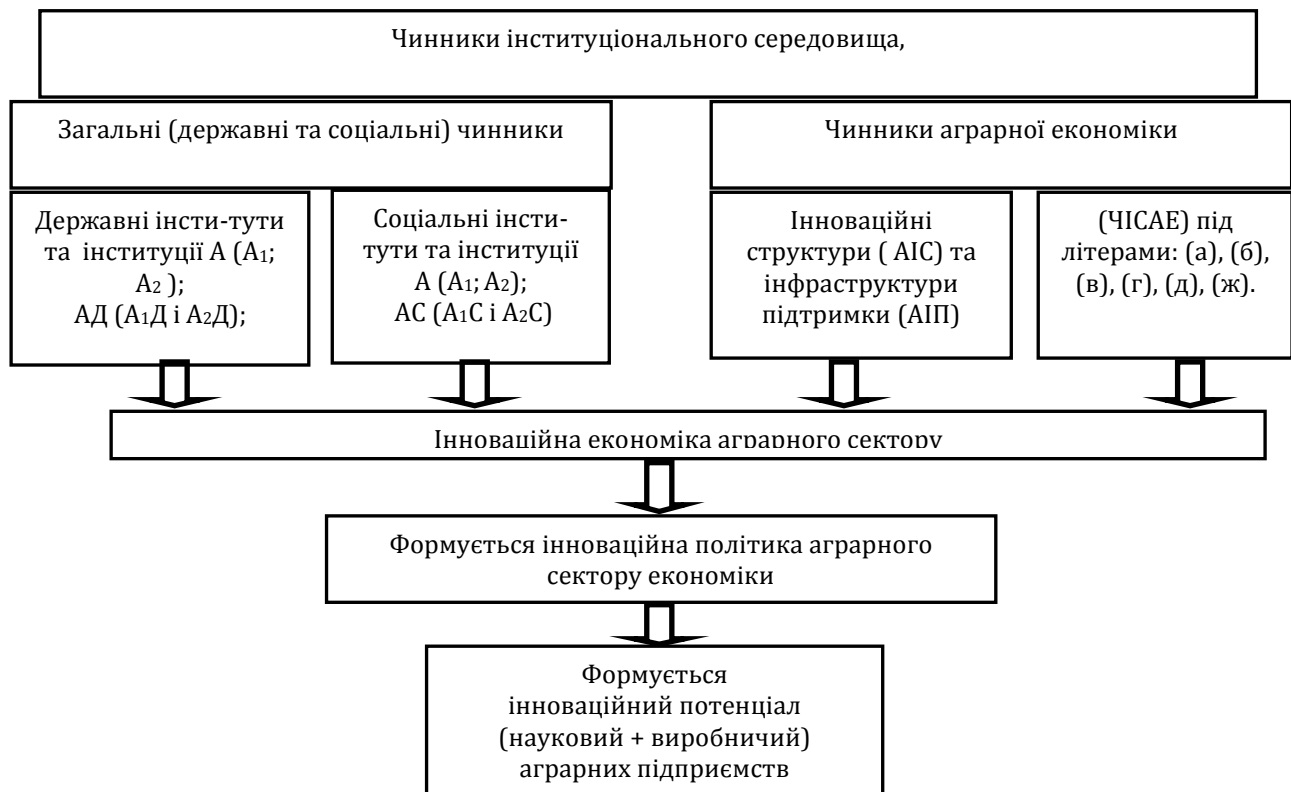 Чинники інституціонального середовища,
Загальні (державні та соціальні) чинники
Чинники аграрної економіки
Державні інсти-тути
та інституції А (А₁;
А₂ );
АД (А₁Д і А₂Д);
Соціальні інсти-
тути та інституції
А (А₁; А₂);
АС (А₁С і А₂С)
Інноваційні
структури ( АІС) та
інфраструктури
підтримки (АІП)
(ЧІСАЕ) під
літерами: (а), (б),
(в), (г), (д), (ж).
Інноваційна економіка аграрного сектору
Формується інноваційна політика аграрного
сектору економіки
Формується
інноваційний потенціал
(науковий + виробничий)
аграрних підприємств